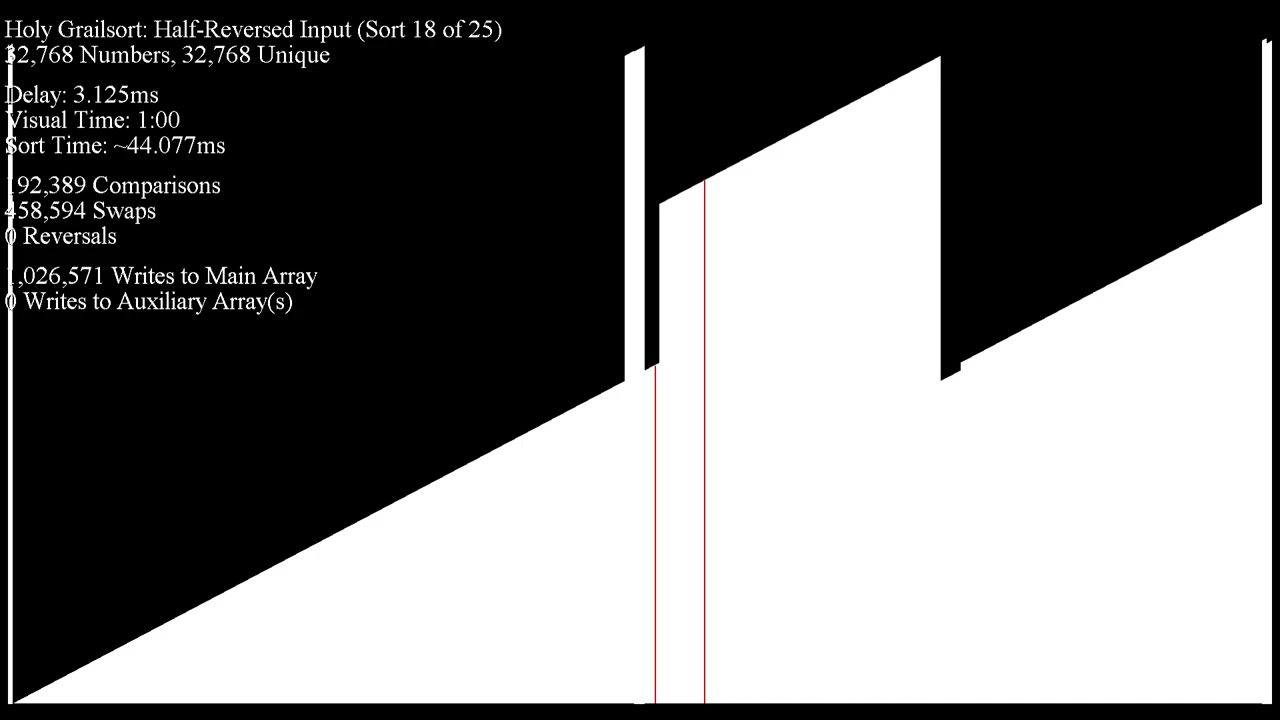 Holy Grailsort: Half-Reversed Input (Sort 18 of 25)
32,768 Numbers, 32,768 Unique
Delay: 3.125ms
Visual Time: 1:00
Sort Time: ~44.077ms
192,389 Comparisons
458,594 Swaps
0 Reversals
1,026,571 Writes to Main Array
0 Writes to Auxiliary Array(s)